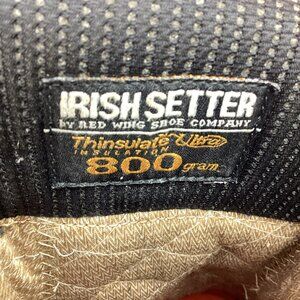 IRISH SETTER
BY RED WING SHOE COMPANY
Thinsulate Ultra
INSULATION
800 gram